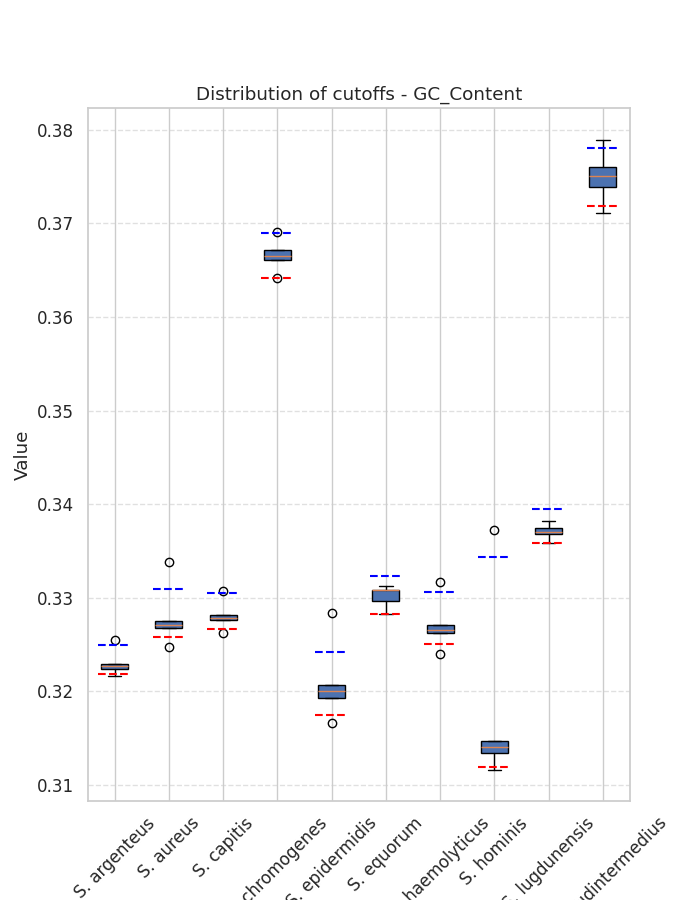 Distribution of cutoffs - GC_Content
Value
0.38
0.37
0.36
0.35
0.34
0.33
0.32
0.31
S. argenteus
S. aureus
S. capitis
chromogenes
S. epidermidis
S. equorum
haemolyticus
S. hominis
S. lugdunensis
udintermedius